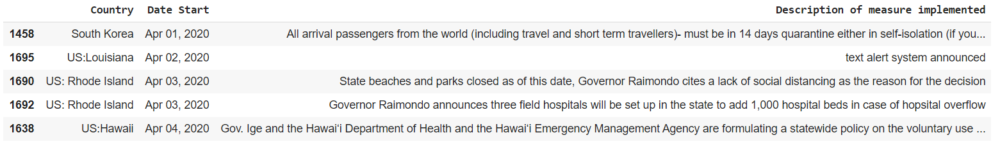 Country Date Start Description of measure implemented
1458 South Korea Apr 01, 2020 All arrival passengers from the world (including travel and short term travellers)- must be in 14 days quarantine either in self-isolation (if you...
1695 US:Louisiana Apr 02, 2020 text alert system announced
1690 US: Rhode Island Apr 03, 2020 State beaches and parks closed as of this date, Governor Raimondo cites a lack of social distancing as the reason for the decision
1692 US: Rhode Island Apr 03, 2020 Governor Raimondo announces three field hospitals will be set up in the state to add 1,000 hospital beds in case of hopsital overflow
1638 US:Hawaii Apr 04, 2020 Gov. Ige and the Hawaiʻi Department of Health and the Hawaiʻi Emergency Management Agency are formulating a statewide policy on the voluntary use ...